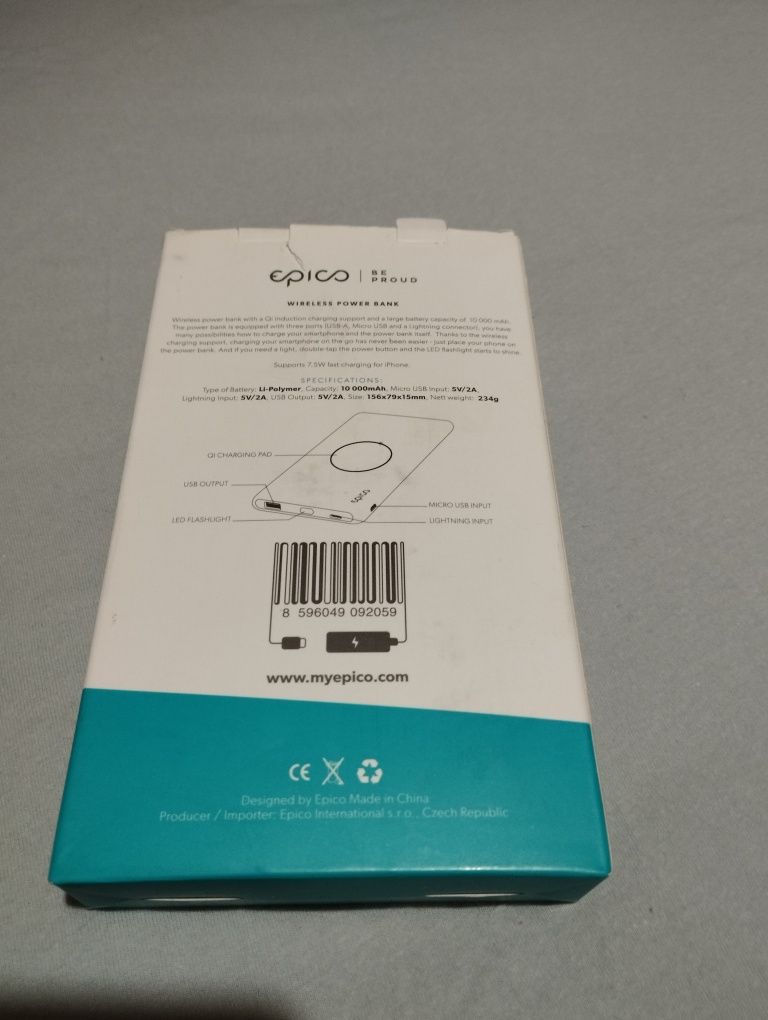 epico | BE PROUD
WIRELESS POWER BANK
Wireless power bank with a Qi induction charging support and a large battery capacity of 10 000 mAh.
The power bank is equipped with three ports (USB-A, Micro USB and a Lightning connector), you have
many possibilities how to charge your smartphone and the power bank itself. Thanks to the wireless
charging support, charging your smartphone on the go has never been easier - just place your phone on
the power bank. And if you need a light, double-tap the power button and the LED flashlight starts to shine.
Supports 7.5W fast charging for iPhone.
SPECIFICATIONS:
Type of Battery: Li-Polymer, Capacity: 10 000mAh, Micro USB Input: 5V/2A,
Lightning Input: 5V/2A, USB Output: 5V/2A, Size: 156x79x15mm, Nett weight: 234g
QI CHARGING PAD
USB OUTPUT
epico
MICRO USB INPUT
LED FLASHLIGHT
LIGHTNING INPUT
8 596049 092059
www.myepico.com
CE
Designed by Epico Made in China
Producer / Importer: Epico International s.r.o., Czech Republic